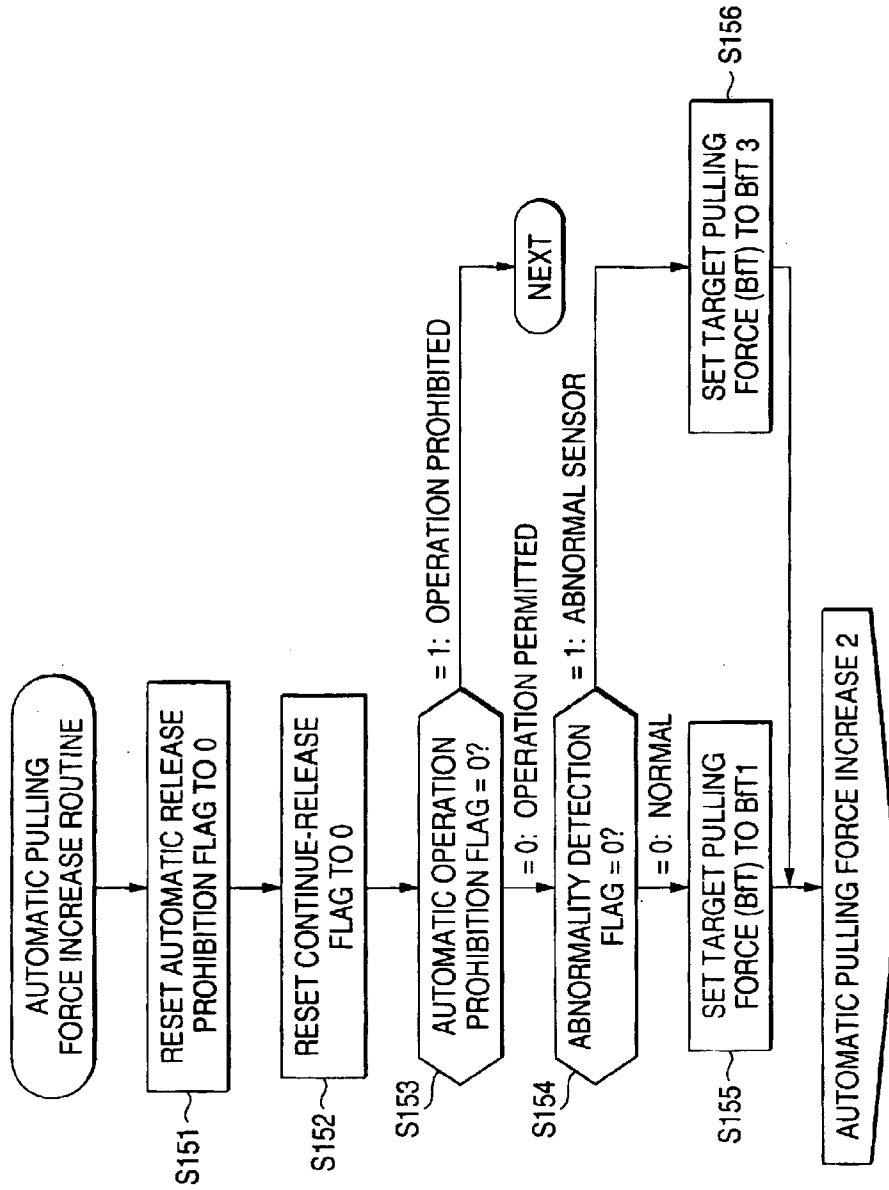 AUTOMATIC PULLING
FORCE INCREASE ROUTINE
RESET AUTOMATIC RELEASE
PROHIBITION FLAG TO 0
S151
RESET CONTINUE-RELEASE
FLAG TO 0
S152
AUTOMATIC OPERATION
PROHIBITION FLAG = 0?
S153
= 1: OPERATION PROHIBITED
NEXT
= 0: OPERATION PERMITTED
ABNORMALITY DETECTION
FLAG = 0?
S154
= 1: ABNORMAL SENSOR
= 0: NORMAL
SET TARGET PULLING
FORCE (BfT) TO BfT1
S155
SET TARGET PULLING
FORCE (BfT) TO BfT 3
S156
AUTOMATIC PULLING FORCE INCREASE 2